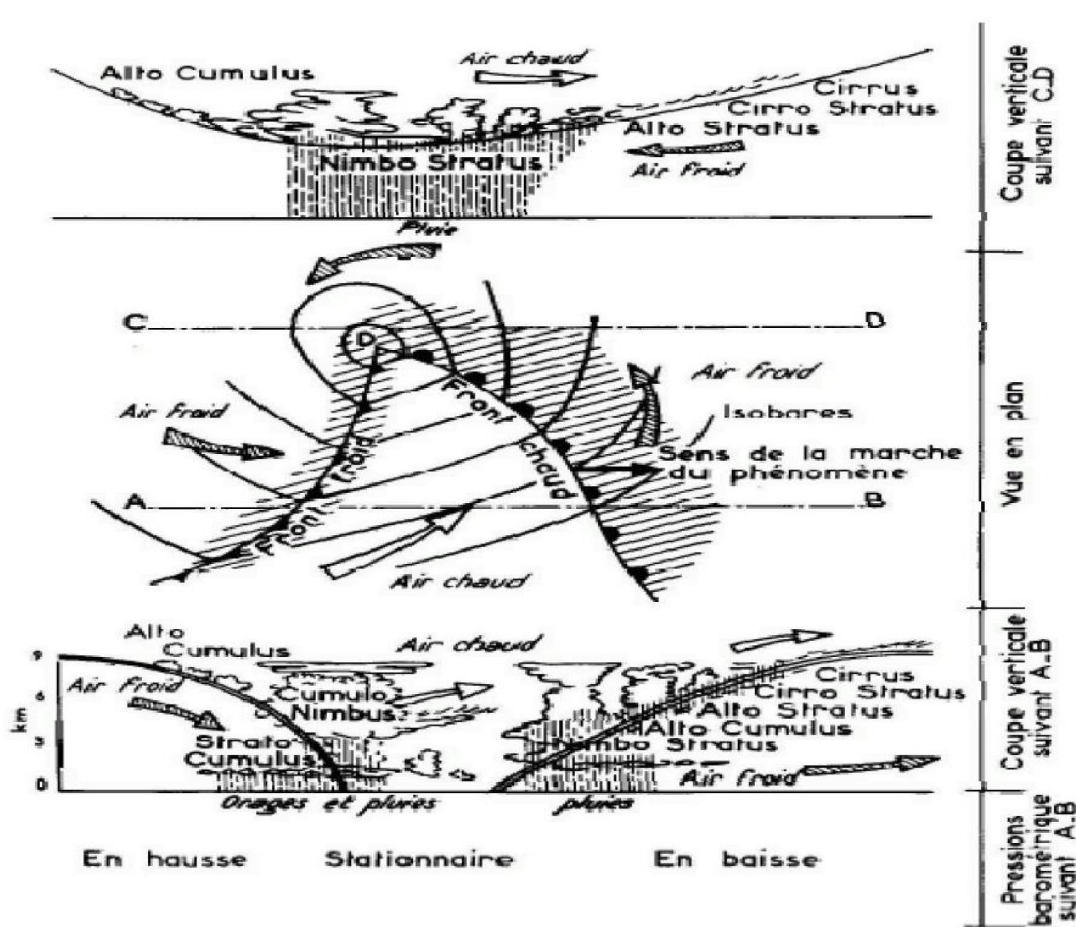 Alto Cumulus
Air chaud
Cirrus
Cirro Stratus
Alto Stratus
Nimbo Stratus
Air froid
Pluie
Coupe verticale
suivant C.D
C
D
D
Air froid
Front chaud
Air froid
Isobares
Front froid
Sens de la marche
du phénomène
A
B
Air chaud
Vue en plan
Alto
Cumulus
Air chaud
9
6
3
0
km
Air froid
Cumulo
Nimbus
Strato
Cumulus
Cirrus
Cirro Stratus
Alto Stratus
Alto Cumulus
Nimbo Stratus
Air froid
Orages et pluies
pluies
Coupe verticale
suivant A-B
En hausse
Stationnaire
En baisse
Pressions
barométrique
suivant A.B